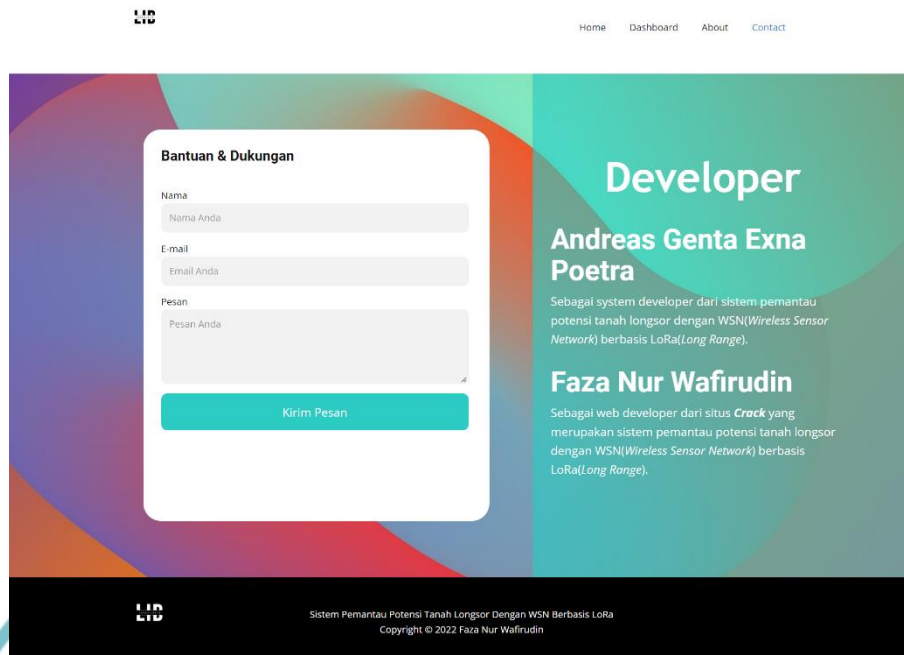 LID
Home Dashboard About Contact
Bantuan & Dukungan
Nama
Nama Anda
E-mail
Email Anda
Pesan
Pesan Anda
Kirim Pesan
Developer
Andreas Genta Exna
Poetra
Sebagai system developer dari sistem pemantau
potensi tanah longsor dengan WSN(Wireless Sensor
Network) berbasis LoRa(Long Range).
Faza Nur Wafirudin
Sebagai web developer dari situs Crack yang
merupakan sistem pemantau potensi tanah longsor
dengan WSN(Wireless Sensor Network) berbasis
LoRa(Long Range).
LID
Sistem Pemantau Potensi Tanah Longsor Dengan WSN Berbasis LoRa
Copyright © 2022 Faza Nur Wafirudin